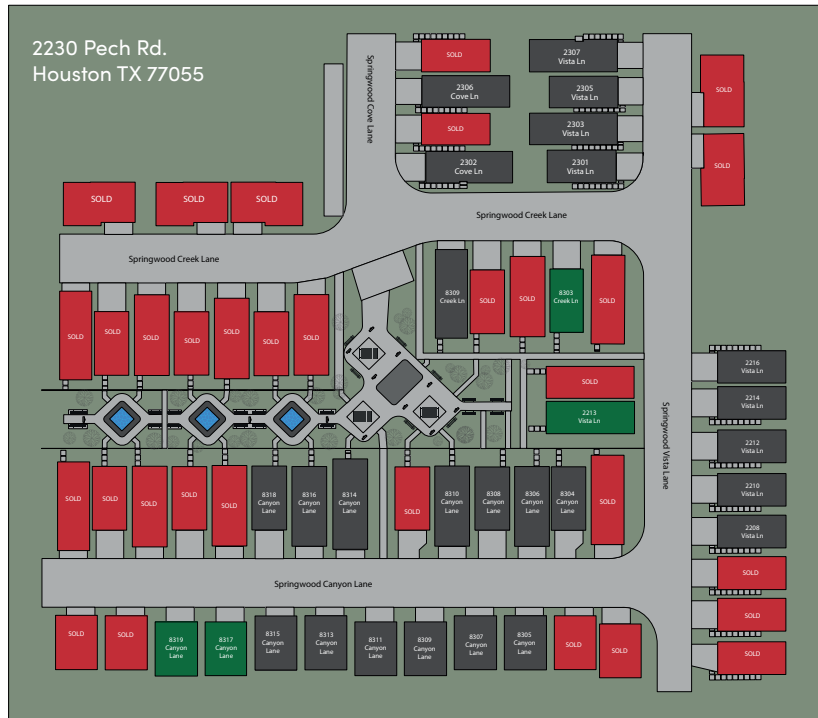 2230 Pech Rd.
Houston TX 77055
Springwood Cove Lane
SOLD
2306
Cove Ln
SOLD
2302
Cove Ln
2307
Vista Ln
2305
Vista Ln
2303
Vista Ln
2301
Vista Ln
SOLD
SOLD
SOLD
SOLD
SOLD
Springwood Creek Lane
Springwood Creek Lane
SOLD
SOLD
SOLD
SOLD
SOLD
SOLD
SOLD
8309
Creek Ln
SOLD
SOLD
8303
Creek Ln
SOLD
SOLD
2213
Vista Ln
Springwood Vista Lane
2216
Vista Ln
2214
Vista Ln
2212
Vista Ln
2210
Vista Ln
2208
Vista Ln
SOLD
SOLD
SOLD
SOLD
SOLD
SOLD
SOLD
SOLD
8318
Canyon
Lane
8316
Canyon
Lane
8314
Canyon
Lane
SOLD
8310
Canyon
Lane
8308
Canyon
Lane
8306
Canyon
Lane
8304
Canyon
Lane
SOLD
Springwood Canyon Lane
SOLD
SOLD
8319
Canyon
Lane
8317
Canyon
Lane
8315
Canyon
Lane
8313
Canyon
Lane
8311
Canyon
Lane
8309
Canyon
Lane
8307
Canyon
Lane
8305
Canyon
Lane
SOLD
SOLD